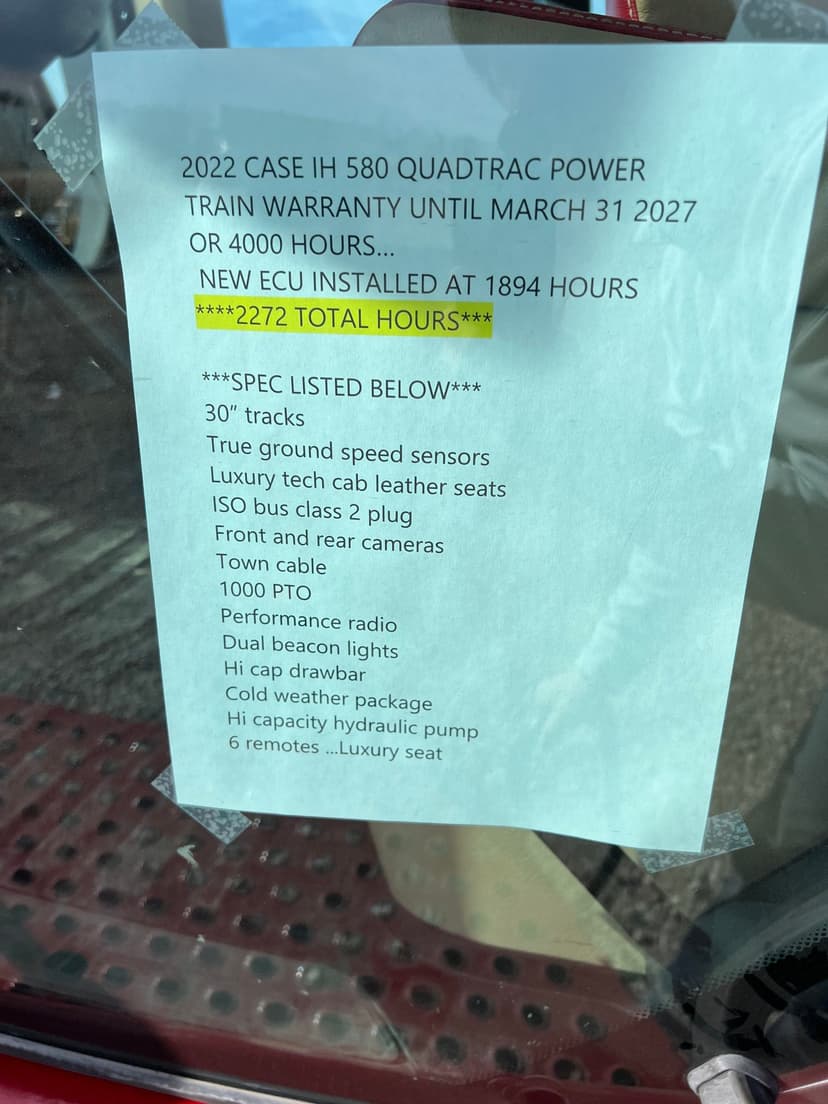 2022 CASE IH 580 QUADTRAC POWER
TRAIN WARRANTY UNTIL MARCH 31 2027
OR 4000 HOURS...
NEW ECU INSTALLED AT 1894 HOURS
****2272 TOTAL HOURS***
***SPEC LISTED BELOW***
30” tracks
True ground speed sensors
Luxury tech cab leather seats
ISO bus class 2 plug
Front and rear cameras
Town cable
1000 PTO
Performance radio
Dual beacon lights
Hi cap drawbar
Cold weather package
Hi capacity hydraulic pump
6 remotes ...Luxury seat